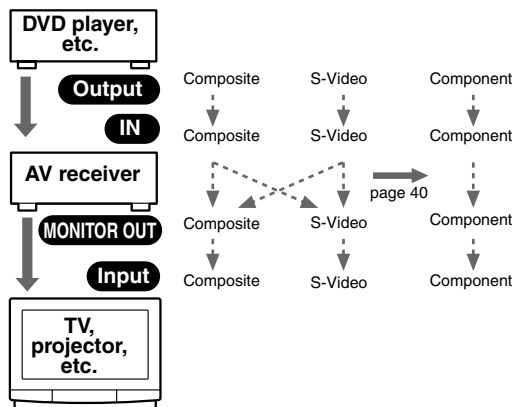 DVD player,
etc.
Output
Composite S-Video Component
IN
Composite S-Video Component
AV receiver
page 40
MONITOR OUT
Composite S-Video Component
Input
Composite S-Video Component
TV,
projector,
etc.